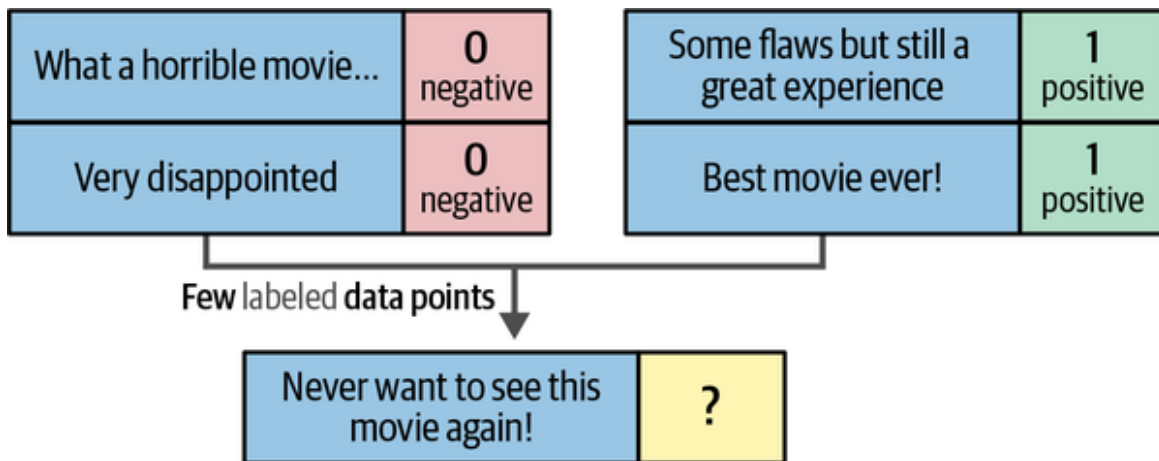 What a horrible movie...
0
negative
Very disappointed
0
negative
Some flaws but still a
great experience
1
positive
Best movie ever!
1
positive
Few labeled data points
Never want to see this
movie again!
?